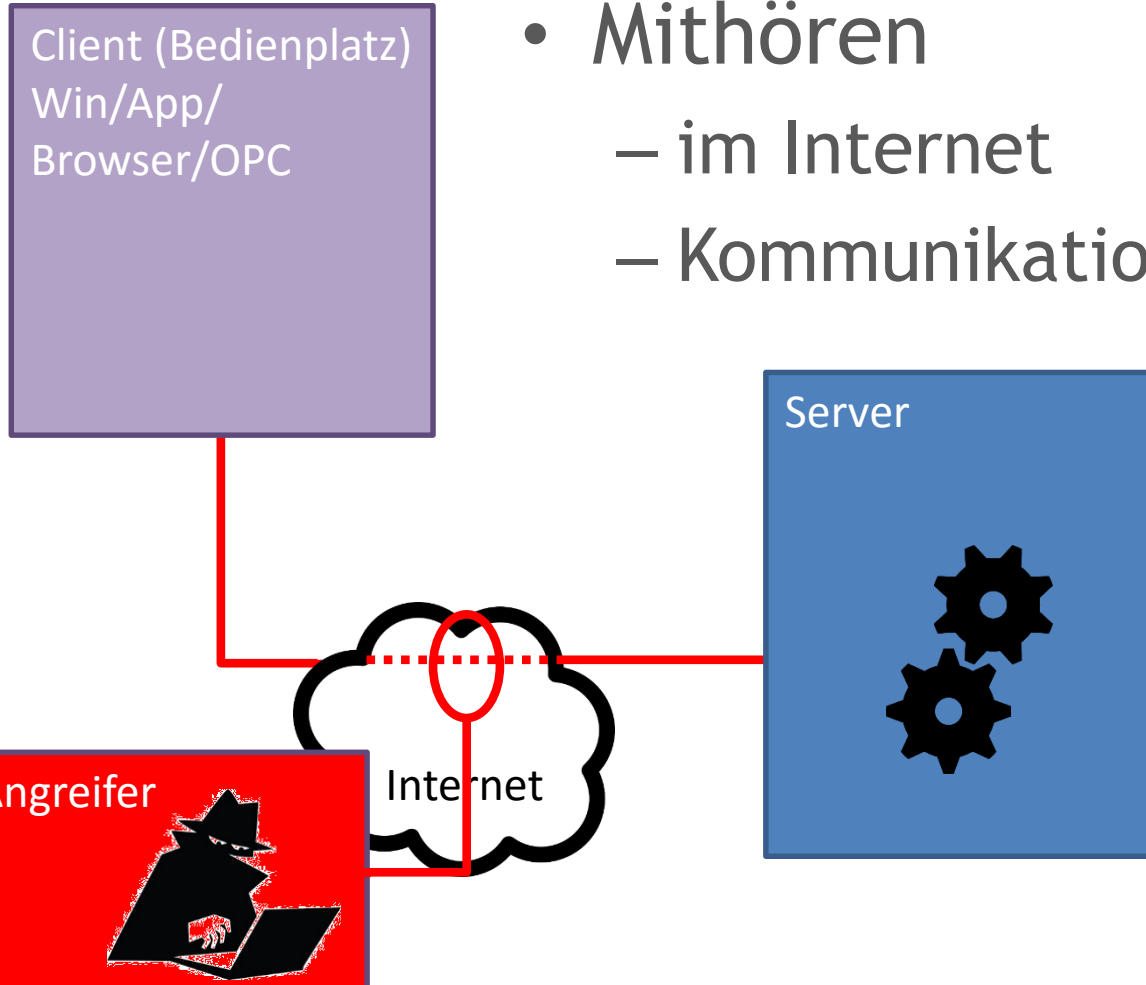 Client (Bedienplatz)
Win/App/
Browser/OPC
• Mithören
– im Internet
– Kommunikatio
Server
Internet
Angreifer